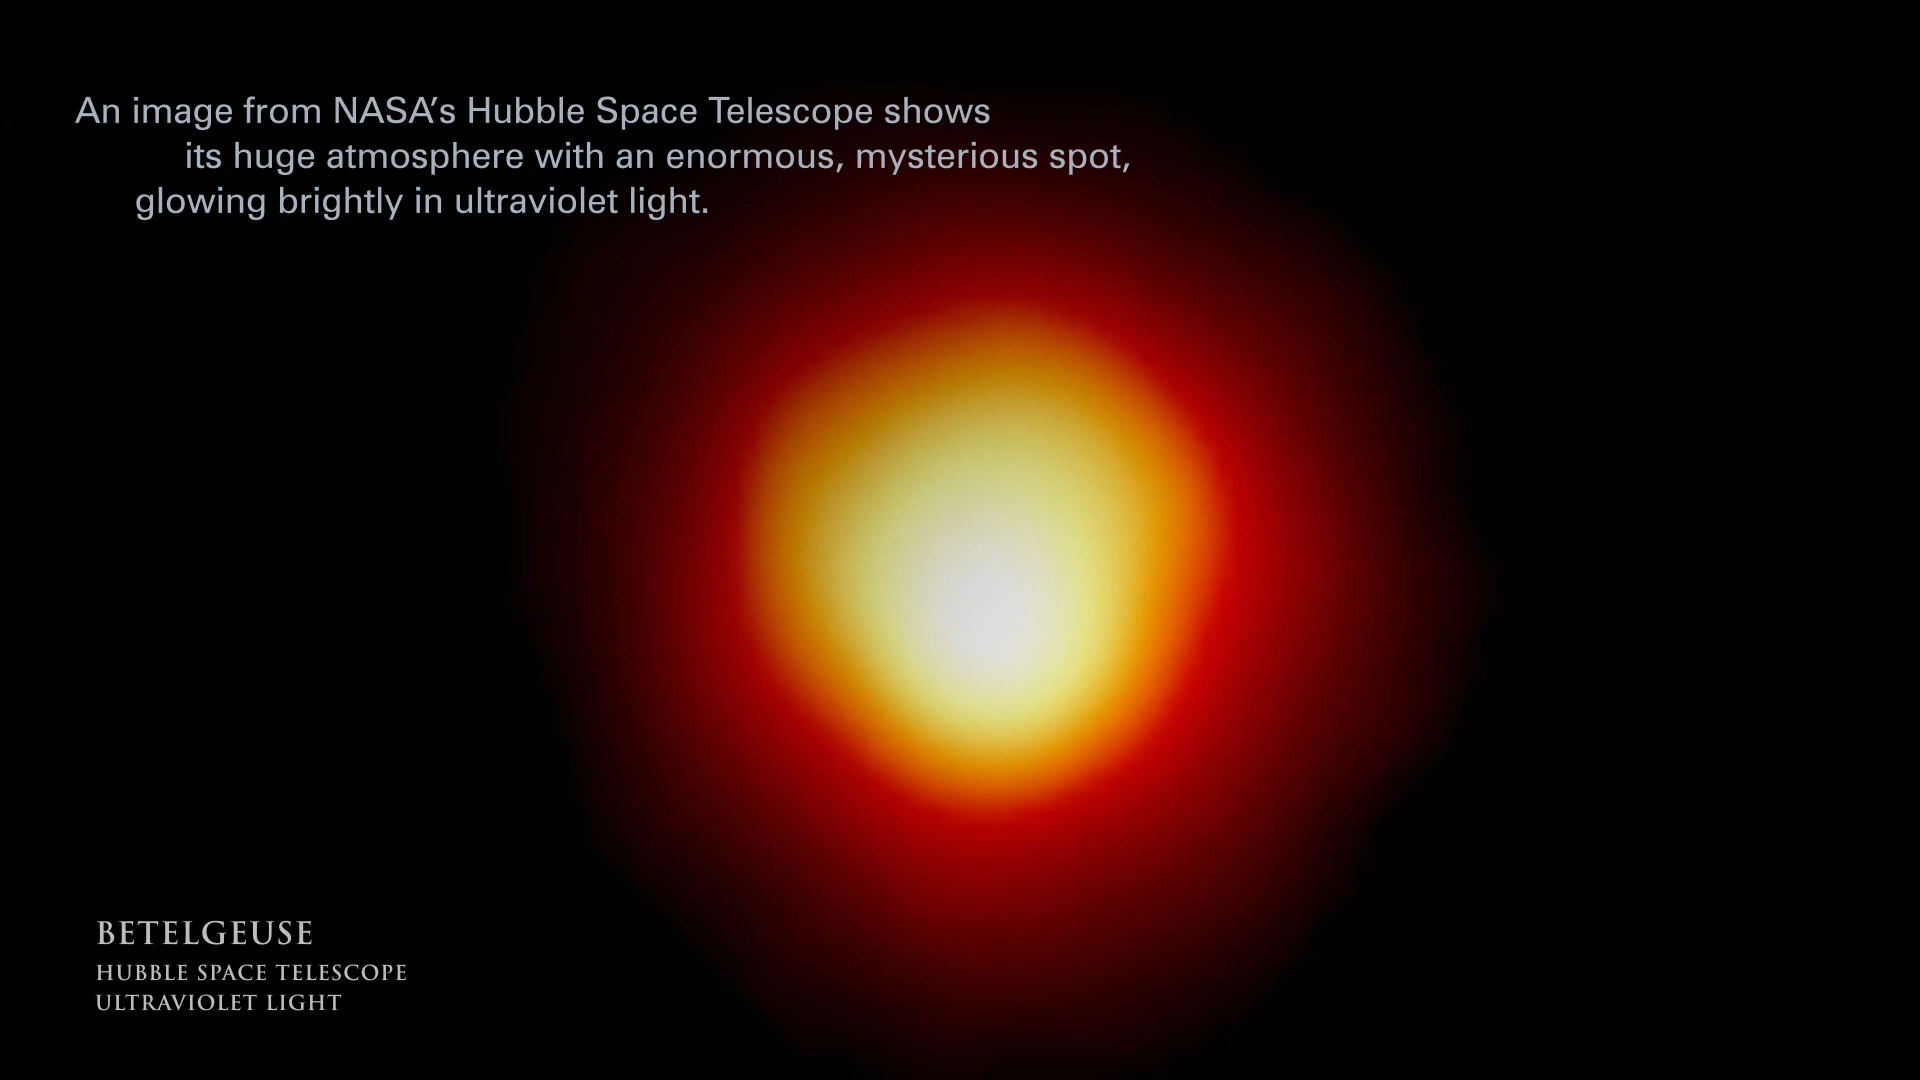 An image from NASA’s Hubble Space Telescope shows
its huge atmosphere with an enormous, mysterious spot,
glowing brightly in ultraviolet light.
BETELGEUSE
HUBBLE SPACE TELESCOPE
ULTRAVIOLET LIGHT